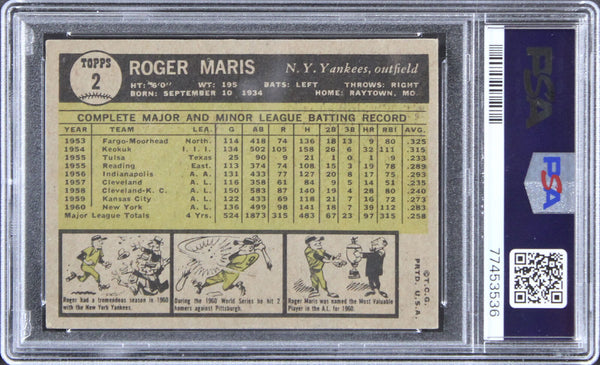 TOPPS
2
ROGER MARIS
N.Y. Yankees, outfield
HT: "6'0" WT: 195 BATS: LEFT THROWS: RIGHT
BORN: SEPTEMBER 10 1934 HOME: RAYTOWN, MO.
COMPLETE MAJOR AND MINOR LEAGUE BATTING RECORD
YEAR TEAM LEA. G AB R H 2B 3B HR RBI AVG.
1953 Fargo-Moorhead North. 114 418 74 136 18 13 9 80 .325
1954 Keokuk I. I. I. 134 502 105 158 26 6 32 111 .315
1955 Tulsa Texas 25 90 9 21 1 0 1 9 .233
1955 Reading East. 113 374 74 108 15 3 19 78 .289
1956 Indianapolis A. A. 131 433 77 127 20 8 17 75 .293
1957 Cleveland A. L. 116 358 61 84 9 5 14 51 .235
1958 Cleveland-K. C. A. L. 150 583 87 140 19 4 28 80 .240
1959 Kansas City A. L. 122 433 69 118 21 7 16 72 .273
1960 New York A. L. 136 499 98 141 18 7 39 112 .283
Major League Totals 4 Yrs. 524 1873 315 483 67 23 97 315 .258
Roger had a tremendous season in 1960
with the New York Yankees.
During the 1960 World Series he hit 2
homers against Pittsburgh.
Roger Maris was named the Most Valuable
Player in the A.L. for 1960.
© T.C.G.
PRTD. U.S.A.
PSA
PSA
77453536